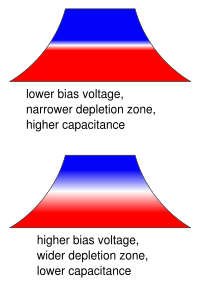 lower bias voltage,
narrower depletion zone,
higher capacitance
higher bias voltage,
wider depletion zone,
lower capacitance